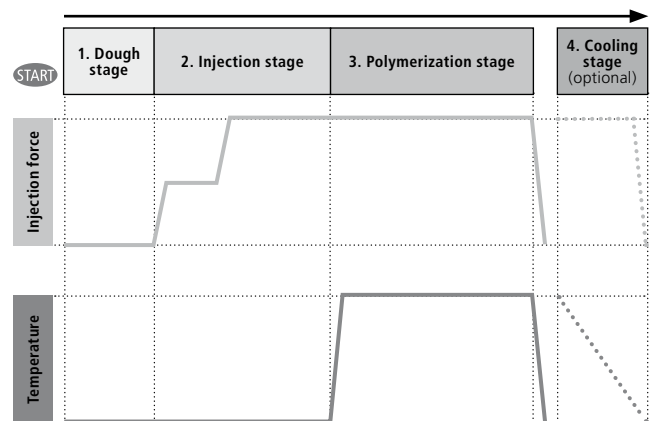 START
1. Dough
stage
2. Injection stage
3. Polymerization stage
4. Cooling
stage
(optional)
Injection force
Temperature